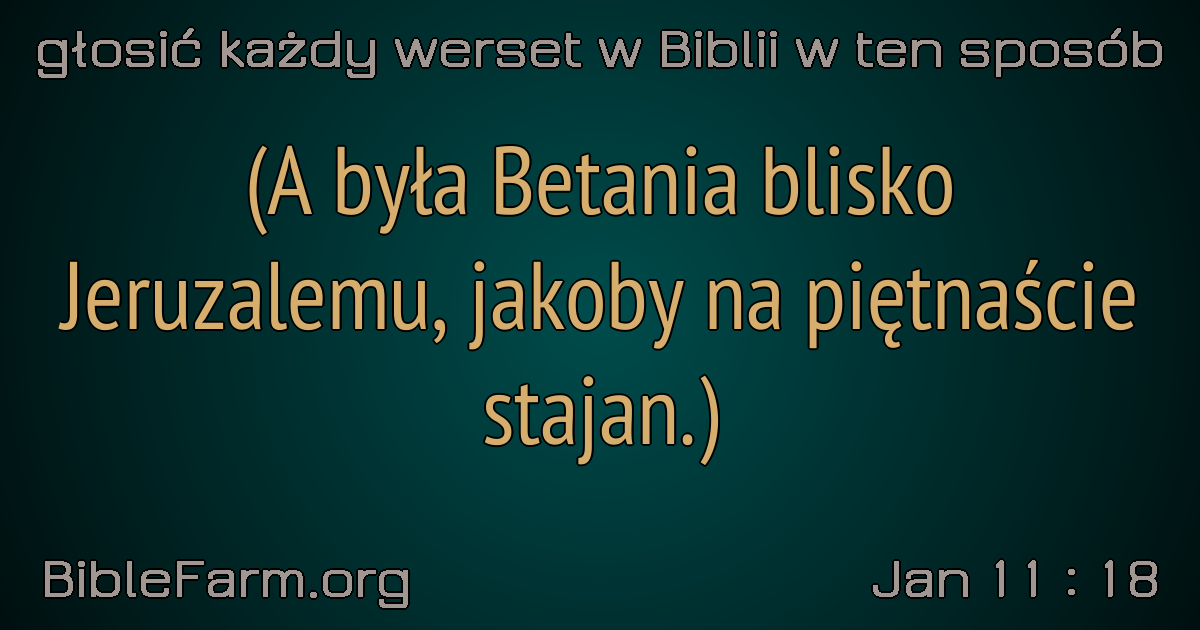 głosić każdy werset w Biblii w ten sposób
(A była Betania blisko
Jeruzalemu, jakoby na piętnaście
stajan.)
BibleFarm.org
Jan 11 : 18